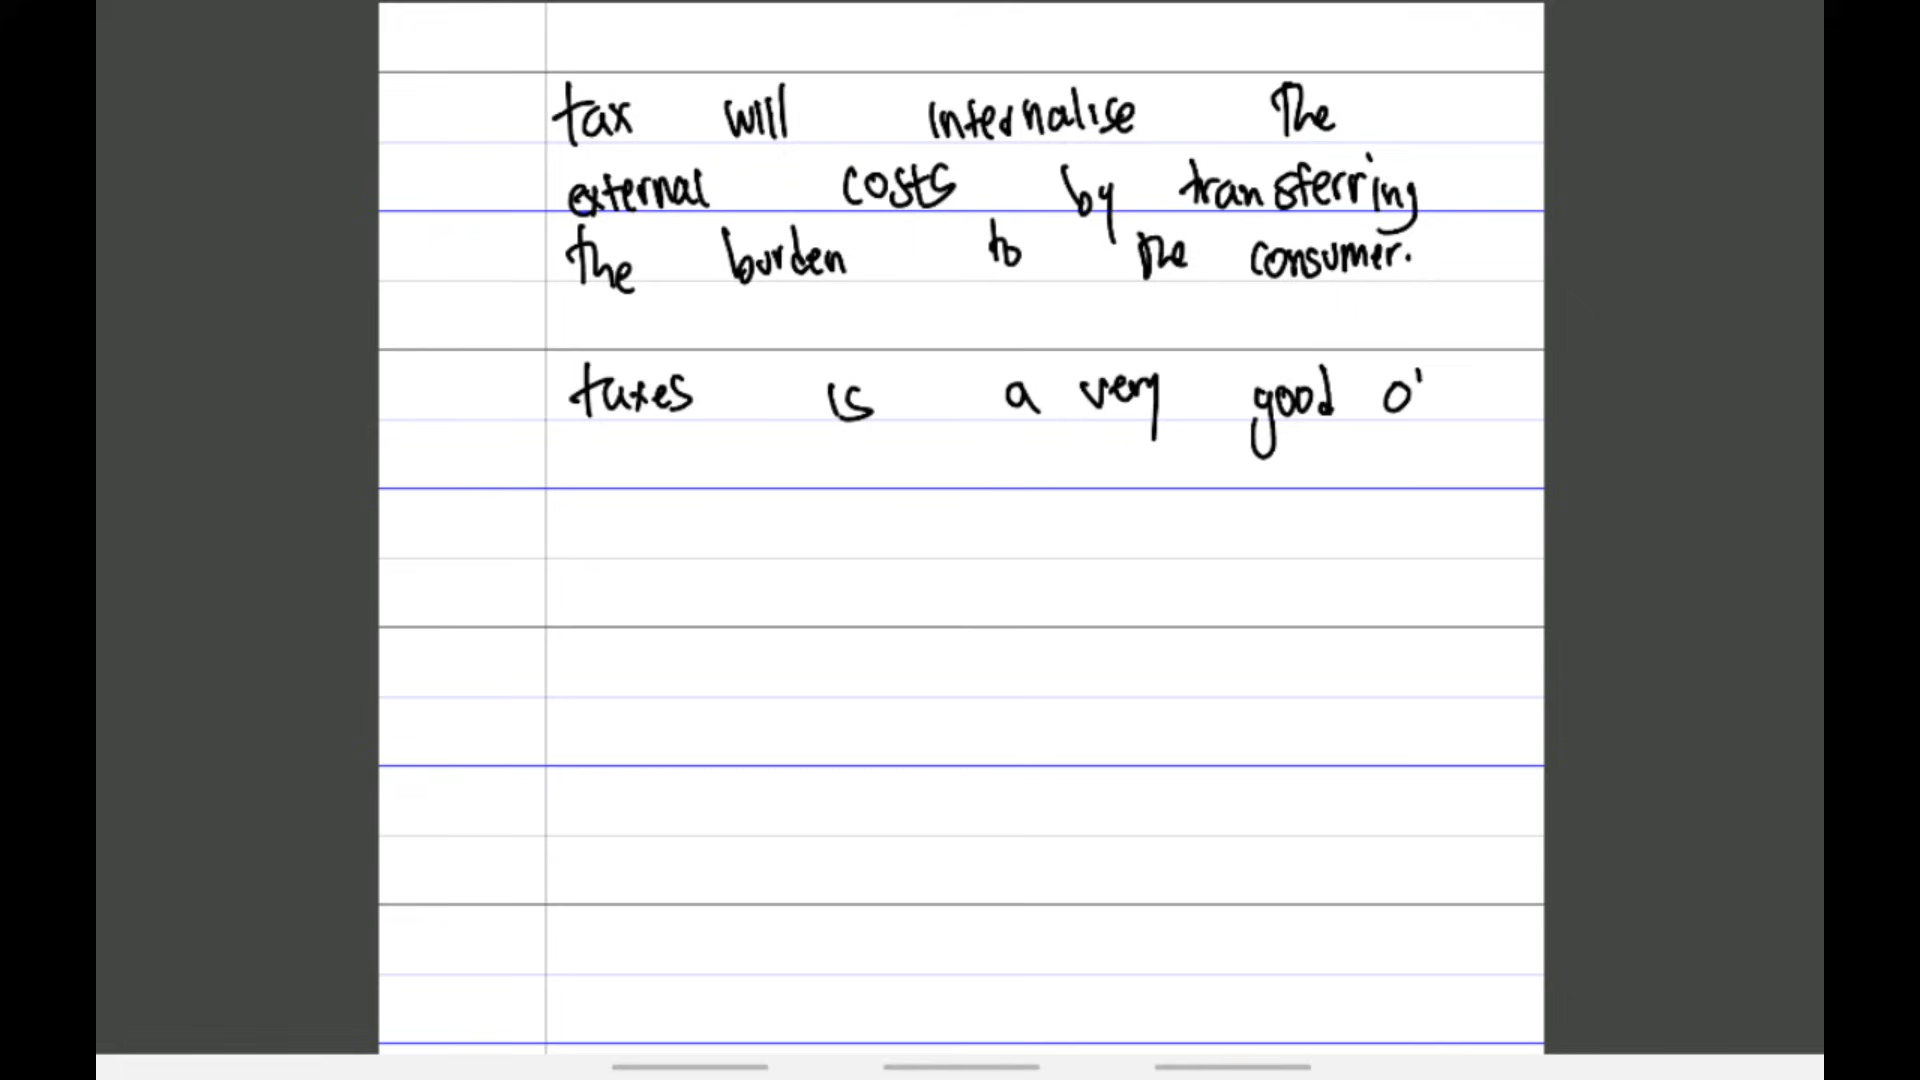 tax will internalise the
external costs by transferring
the burden to the consumer.
taxes is a very good o'